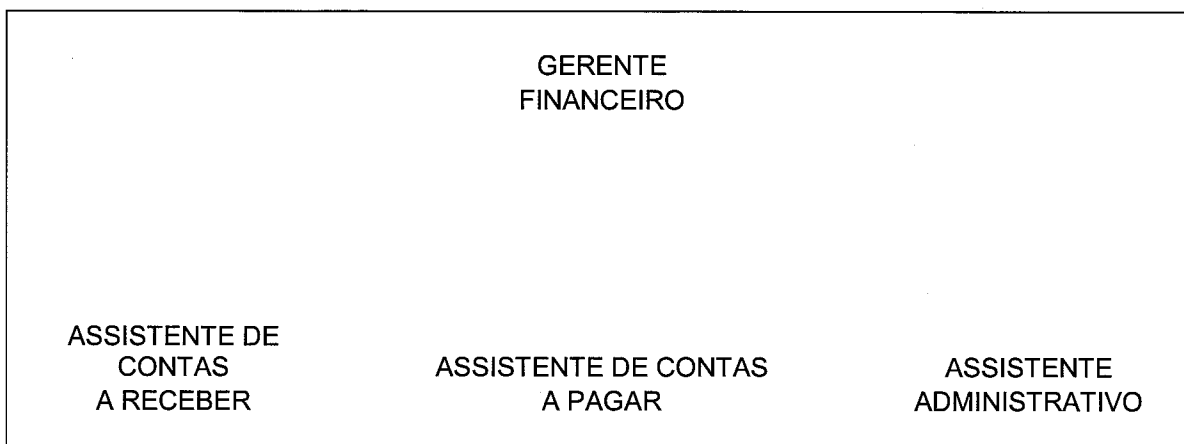 GERENTE
FINANCEIRO
ASSISTENTE DE
CONTAS
A RECEBER
ASSISTENTE DE CONTAS
A PAGAR
ASSISTENTE
ADMINISTRATIVO